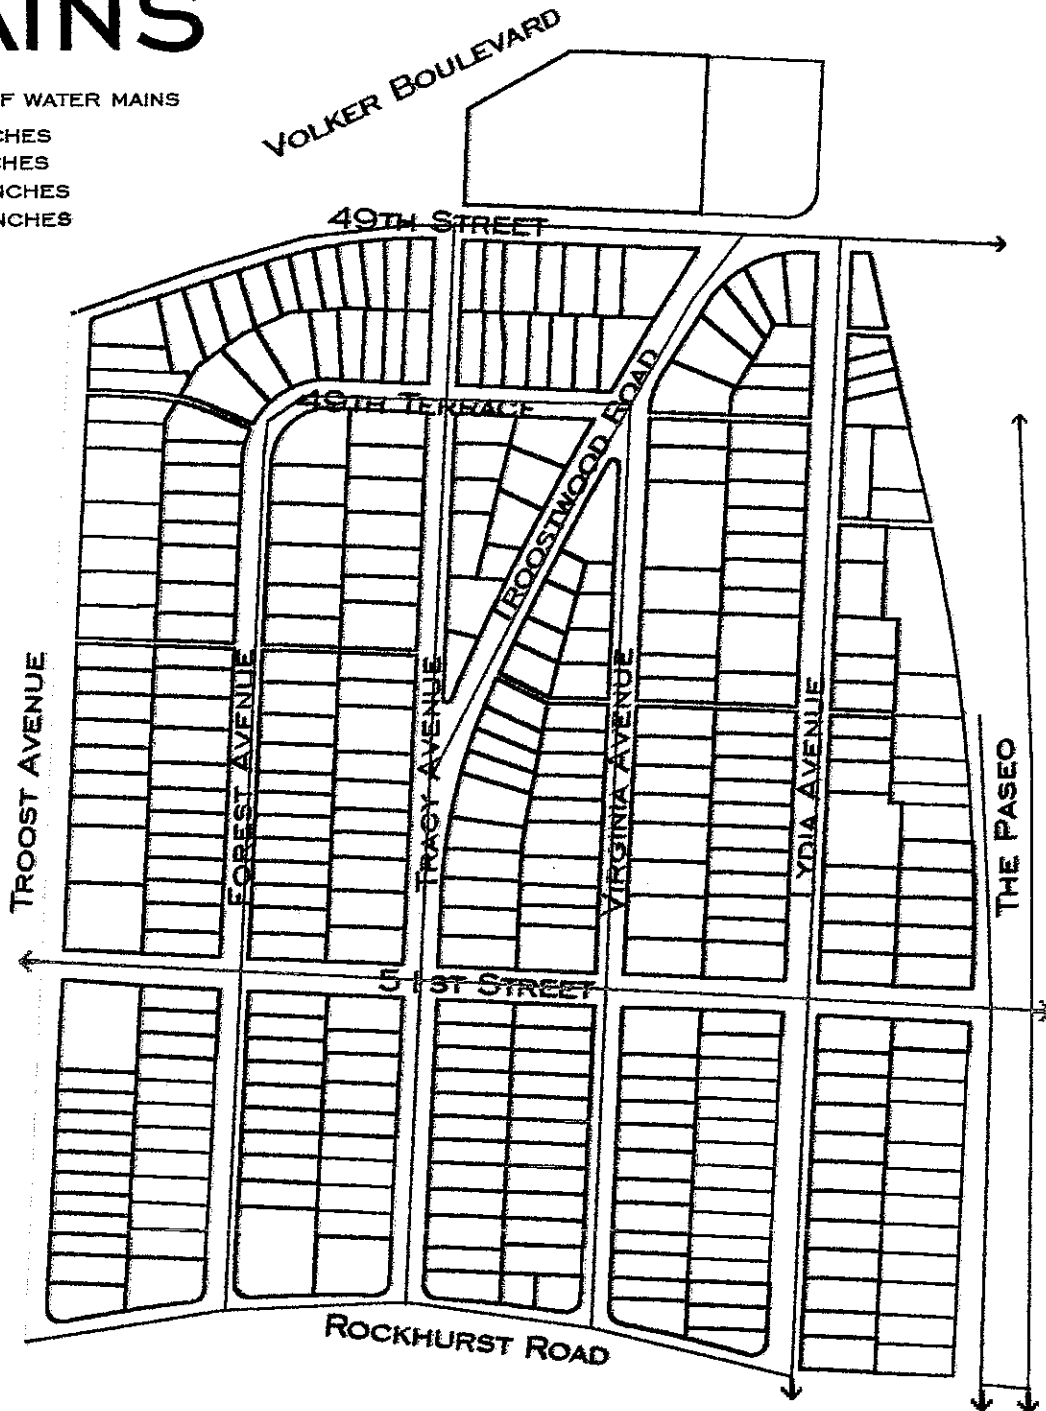 AINS
F WATER MAINS
CHES
CHES
NCHES
NCHES
VOLKER BOULEVARD
49TH STREET
49TH TERRACE
TROOSTWOOD ROAD
TROOST AVENUE
FOREST AVENUE
TRACY AVENUE
VIRGINIA AVENUE
YDIA AVENUE
THE PASEO
51ST STREET
ROCKHURST ROAD